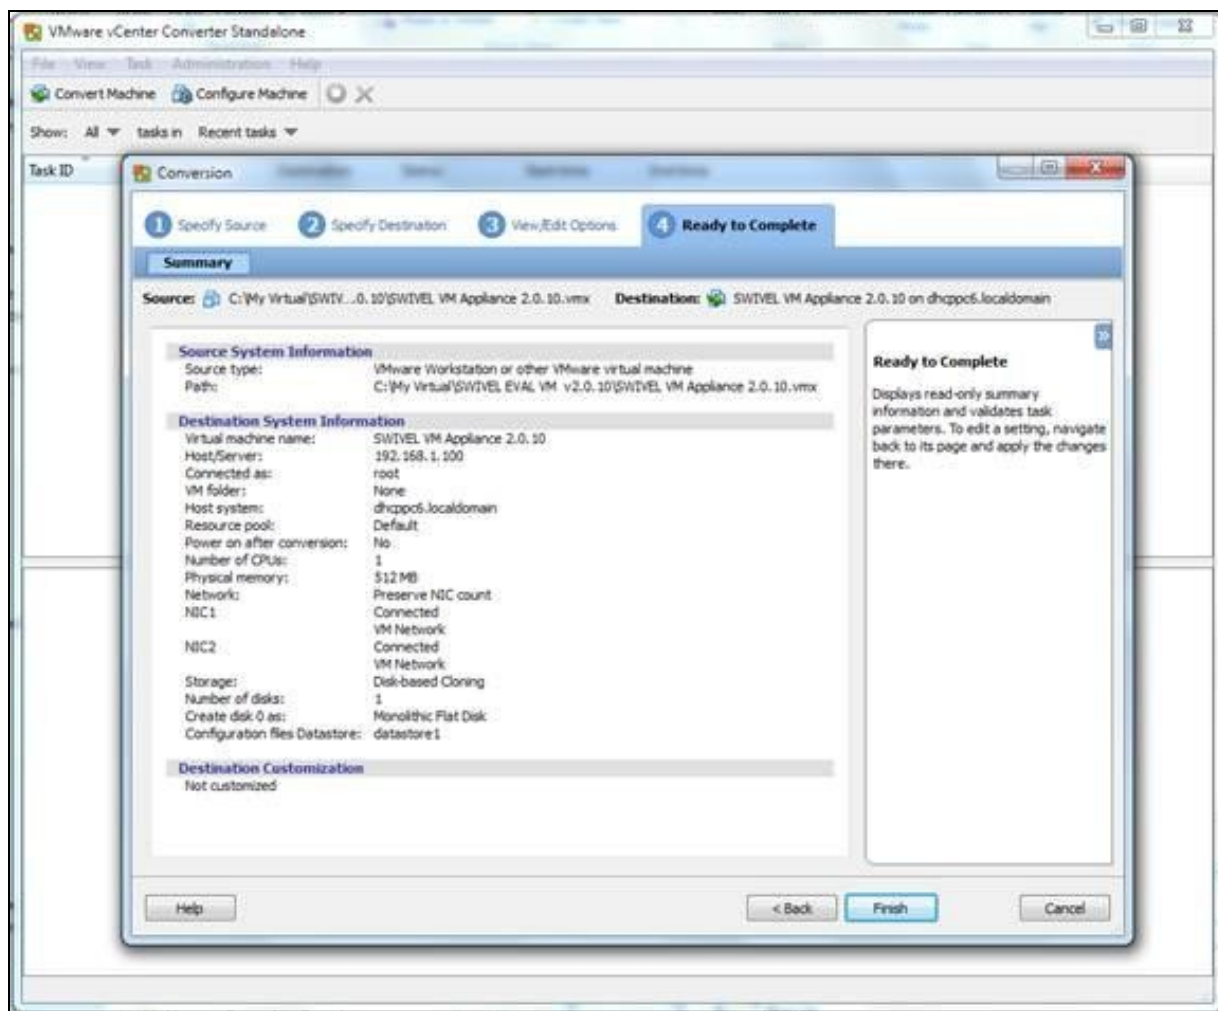 VMware vCenter Converter Standalone
File View Task Administration Help
Convert Machine Configure Machine
Show: All tasks in Recent tasks
Task ID
Conversion
1 Specify Source 2 Specify Destination 3 View/Edit Options 4 Ready to Complete
Summary
Source: C:\My Virtual\SWIV...0.10\SWIVEL VM Appliance 2.0.10.vmx Destination: SWIVEL VM Appliance 2.0.10 on dhcppc6.localdomain
Source System Information
Source type: VMware Workstation or other VMware virtual machine
Path: C:\My Virtual\SWIVEL EVAL VM v2.0.10\SWIVEL VM Appliance 2.0.10.vmx
Destination System Information
Virtual machine name: SWIVEL VM Appliance 2.0.10
Host/Server: 192.168.1.100
Connected as: root
VM folder: None
Host system: dhcppc6.localdomain
Resource pool: Default
Power on after conversion: No
Number of CPUs: 1
Physical memory: 512 MB
Network: Preserve NIC count
NIC1 Connected
VM Network
NIC2 Connected
VM Network
Storage: Disk-based Cloning
Number of disks: 1
Create disk 0 as: Monolithic Flat Disk
Configuration files Datastore: datastore1
Destination Customization
Not customized
Ready to Complete
Displays read-only summary
information and validates task
parameters. To edit a setting, navigate
back to its page and apply the changes
there.
Help < Back Finish Cancel